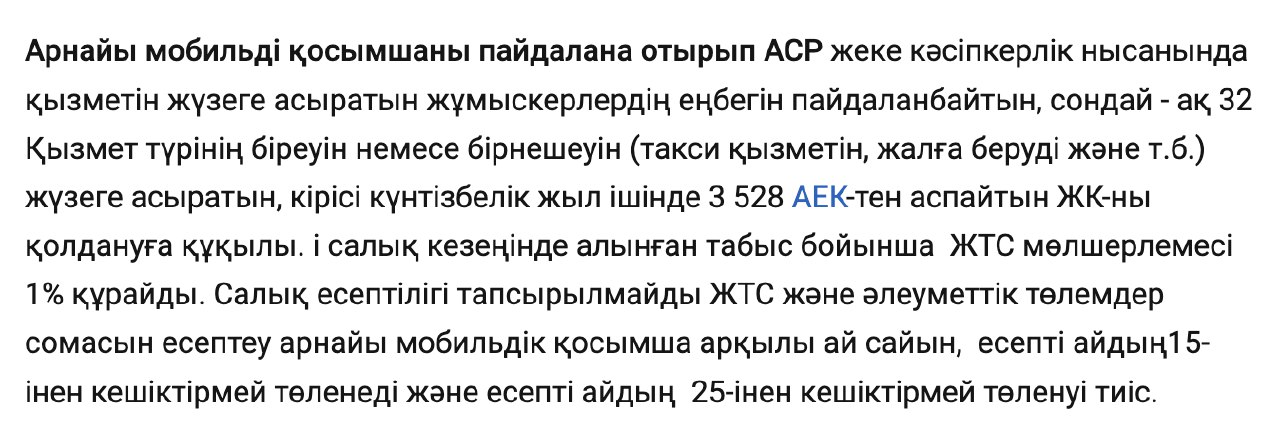 Арнайы мобильді қосымшаны пайдалана отырып АСР жеке кәсіпкерлік нысанында
қызметін жүзеге асыратын жұмыскерлердің еңбегін пайдаланбайтын, сондай - ақ 32
Қызмет түрінің біреуін немесе бірнешеуін (такси қызметін, жалға беруді және т.б.)
жүзеге асыратын, кірісі күнтізбелік жыл ішінде 3 528 АЕК-тен аспайтын ЖК-ны
қолдануға құқылы. і салық кезеңінде алынған табыс бойынша  ЖТС мөлшерлемесі
1% құрайды. Салық есептілігі тапсырылмайды ЖТС және әлеуметтік төлемдер
сомасын есептеу арнайы мобильдік қосымша арқылы ай сайын,  есепті айдың15-
інен кешіктірмей төленеді және есепті айдың  25-інен кешіктірмей төленуі тиіс.